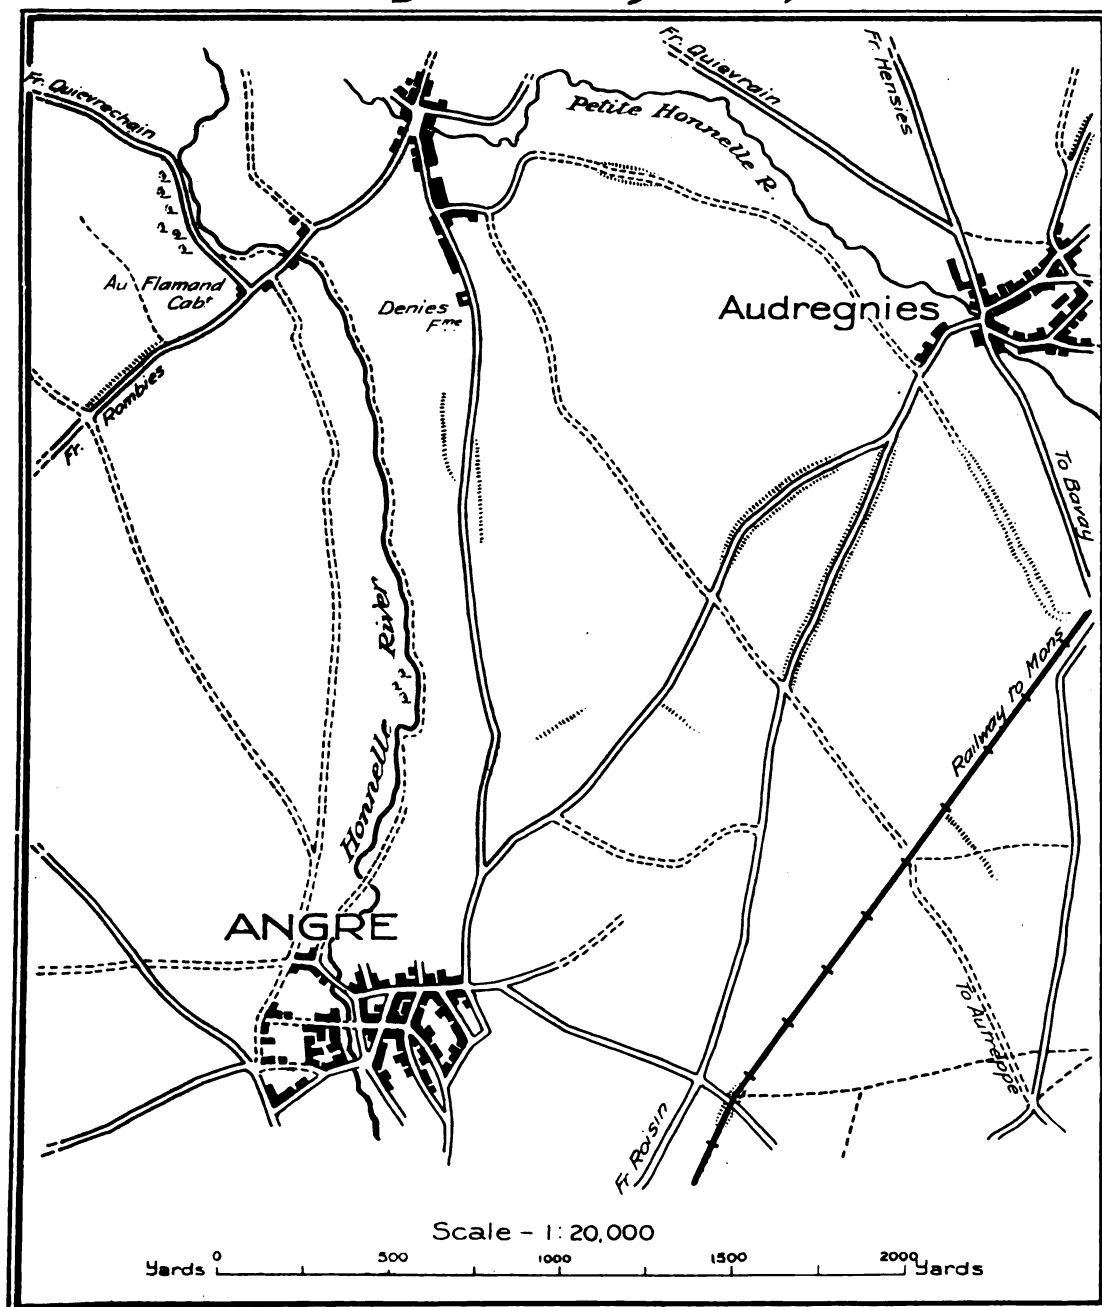 Fr. Quievrain
Fr. Hensies
Fr. Quievrechain
Petite Honnelle R.
Au Flamand
Cabt
Denies
Fme
Audregnies
Fr. Rombies
To Bavay
Honnelle River
Railway to Mons
ANGRE
To Autreppe
Fr Roisin
Scale - 1:20,000
Yards 0 500 1000 1500 2000 Yards